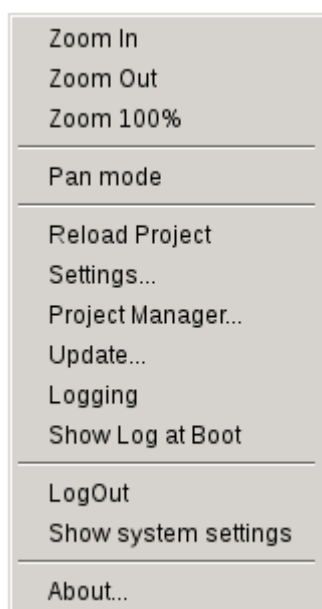 Zoom In
Zoom Out
Zoom 100%
Pan mode
Reload Project
Settings...
Project Manager...
Update...
Logging
Show Log at Boot
LogOut
Show system settings
About...